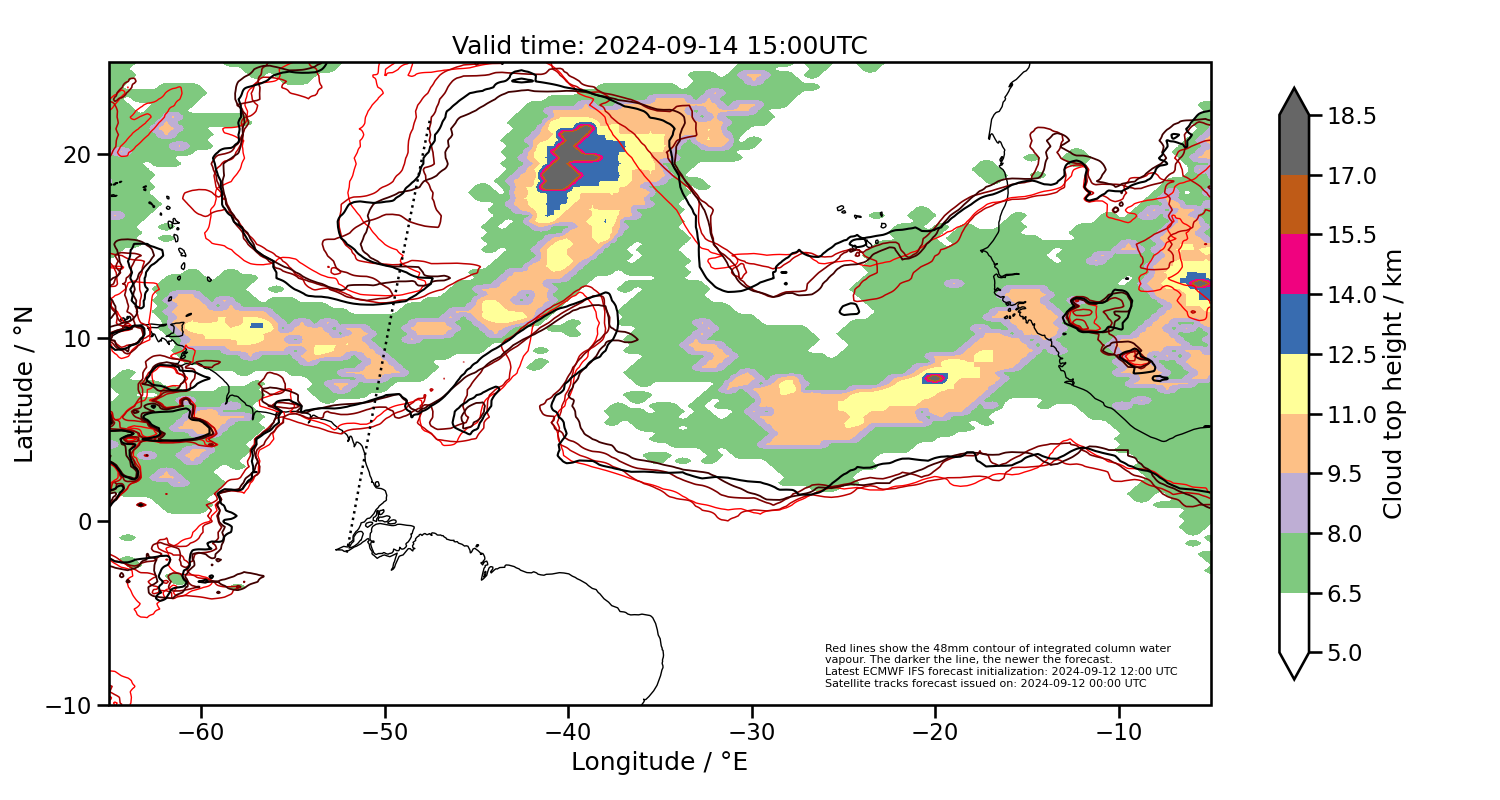 Valid time: 2024-09-14 15:00UTC
20
10
0
−10
Latitude / °N
−60
−50
−40
−30
−20
−10
Longitude / °E
Red lines show the 48mm contour of integrated column water
vapour. The darker the line, the newer the forecast.
Latest ECMWF IFS forecast initialization: 2024-09-12 12:00 UTC
Satellite tracks forecast issued on: 2024-09-12 00:00 UTC
18.5
17.0
15.5
14.0
12.5
11.0
9.5
8.0
6.5
5.0
Cloud top height / km